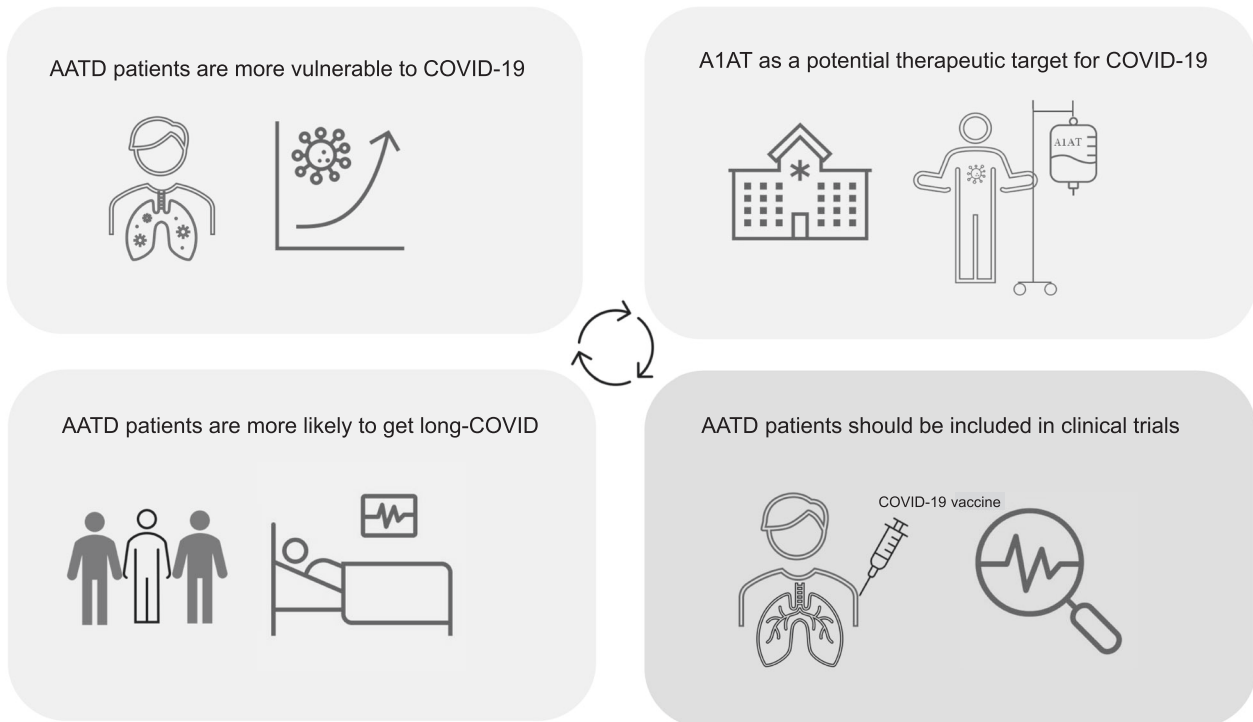 AATD patients are more vulnerable to COVID-19
A1AT as a potential therapeutic target for COVID-19
A1AT
AATD patients are more likely to get long-COVID
AATD patients should be included in clinical trials
COVID-19 vaccine